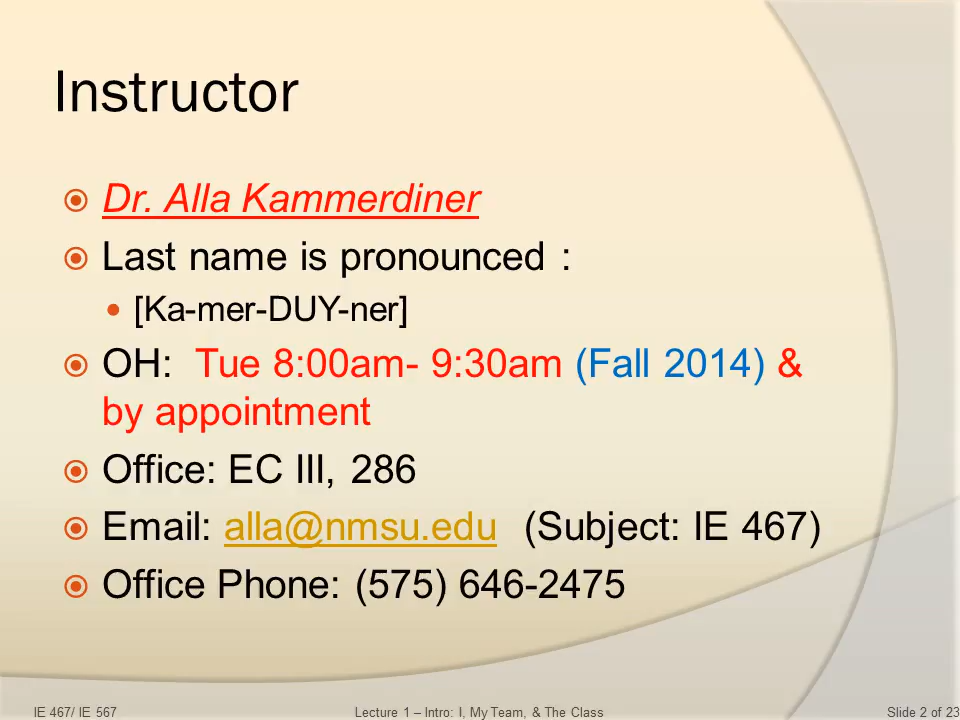 Instructor
Dr. Alla Kammerdiner
Last name is pronounced :
[Ka-mer-DUY-ner]
OH: Tue 8:00am- 9:30am (Fall 2014) &
by appointment
Office: EC III, 286
Email: alla@nmsu.edu (Subject: IE 467)
Office Phone: (575) 646-2475
IE 467/ IE 567 Lecture 1 – Intro: I, My Team, & The Class Slide 2 of 23